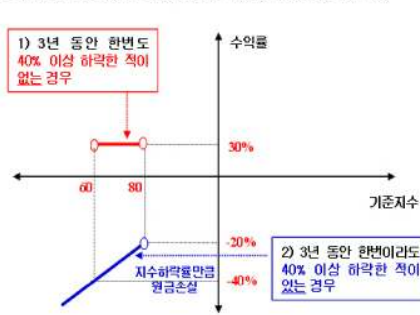 1) 3년 동안 한번도
40% 이상 하락한 적이
없는 경우
수익률
30%
60
80
기준지수
-20%
지수하락률만큼
원금손실
-40%
2) 3년 동안 한번이라도
40% 이상 하락한 적이
있는 경우